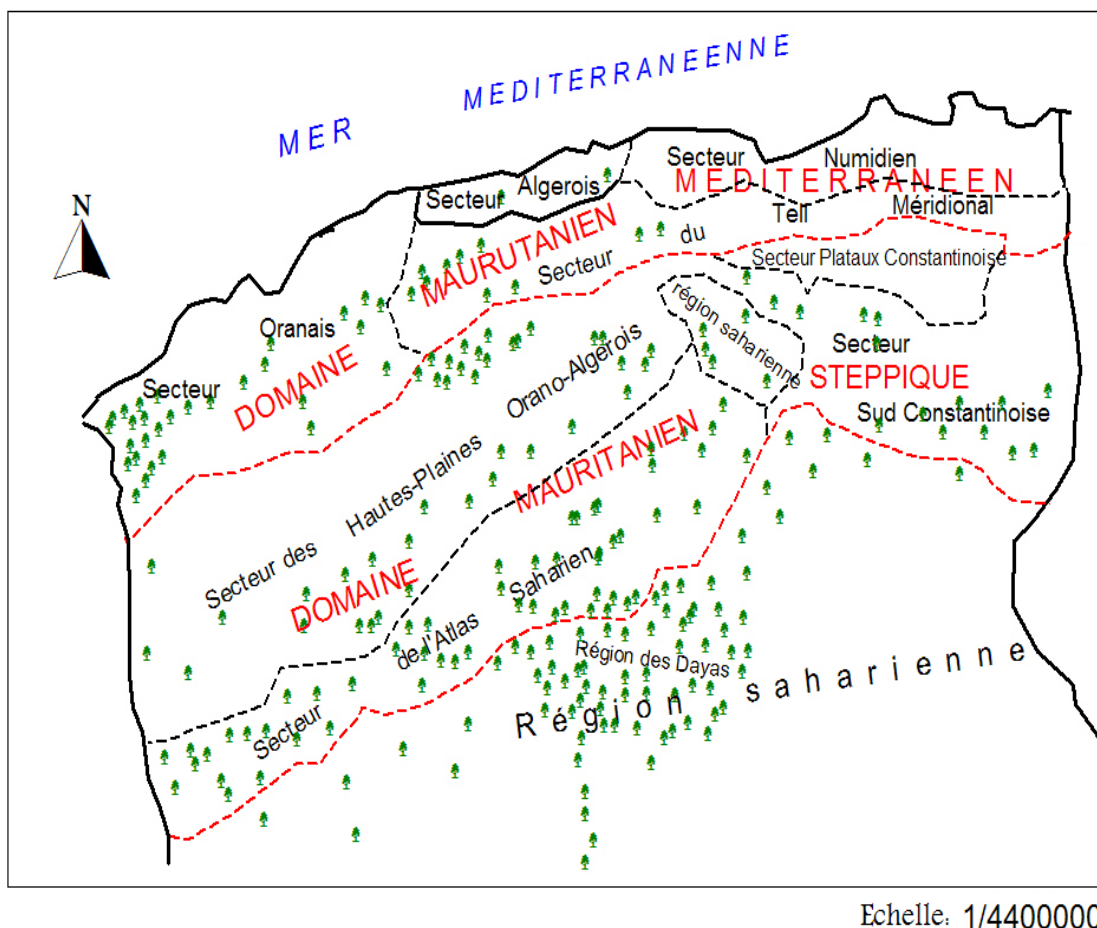 MER MEDITERRANEENNE
N
Secteur Algerois
Secteur Numidien
DOMAINE MAURUTANIEN MEDITERRANEEN
Secteur du Tell Méridional
Secteur Plataux Constantinoise
région saharienne
Secteur Oranais
Secteur des Hautes-Plaines Orano-Algerois
Secteur
Sud Constantinoise
DOMAINE MAURITANIEN STEPPIQUE
Secteur de l'Atlas Saharien
Région des Dayas
Région saharienne
Echelle: 1/4400000